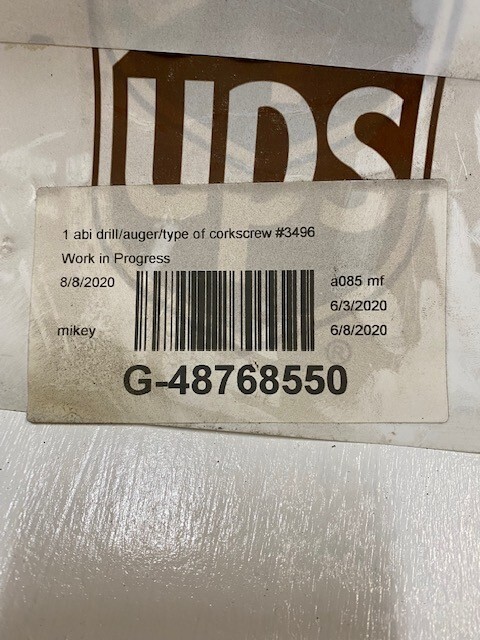 ups
1 abi drill/auger/type of corkscrew #3496
Work in Progress
8/8/2020
a085 mf
6/3/2020
mikey
6/8/2020
®
G-48768550